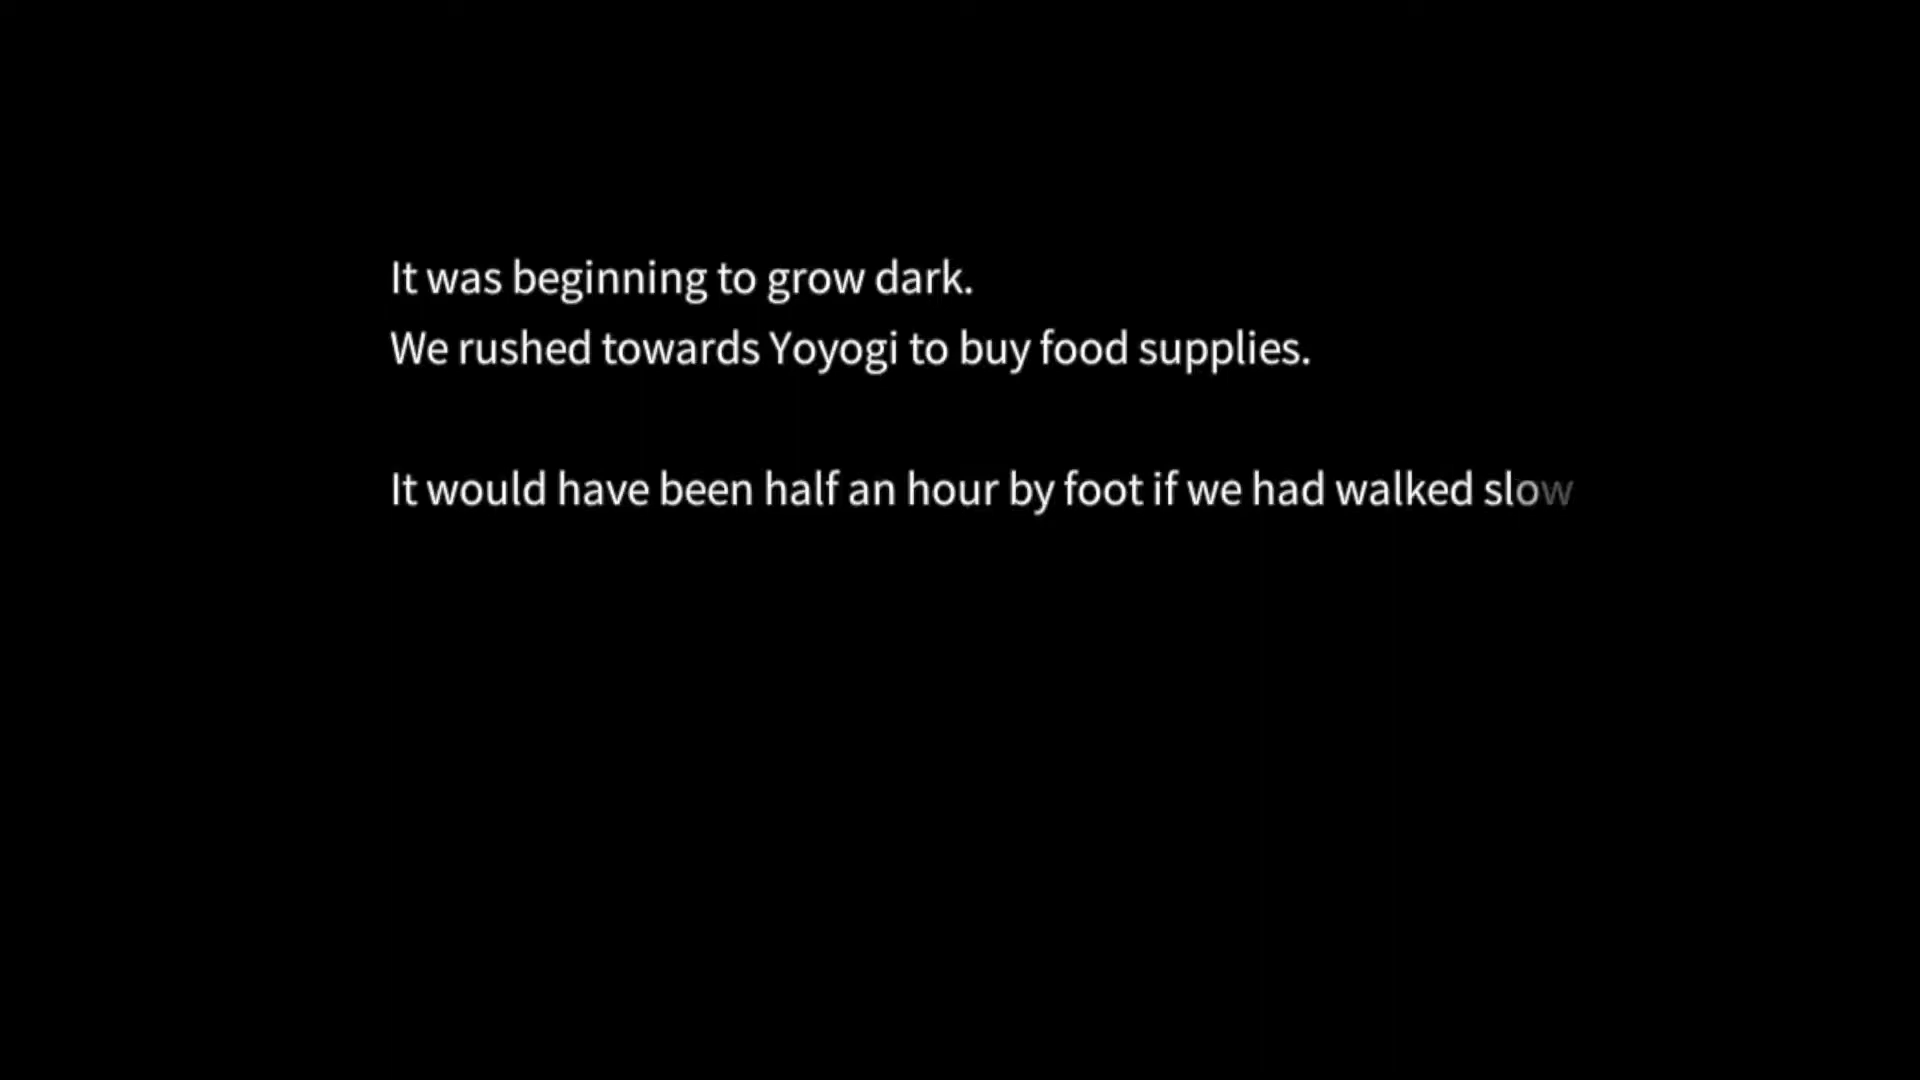 It was beginning to grow dark.
We rushed towards Yoyogi to buy food supplies.
It would have been half an hour by foot if we had walked slow